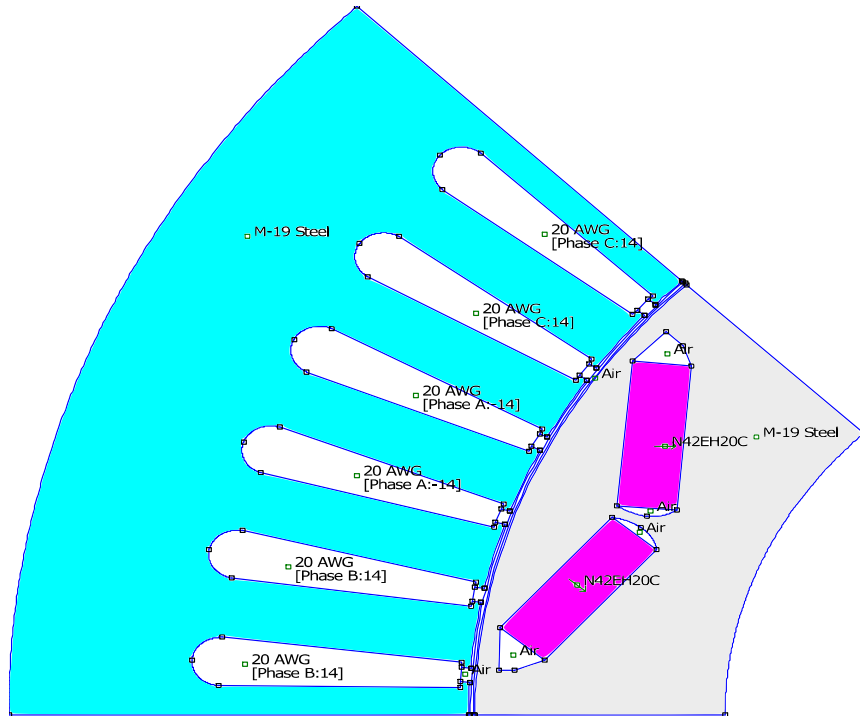 M-19 Steel
20 AWG
[Phase C:14]
20 AWG
[Phase C:14]
Air
Air
20 AWG
[Phase A:-14]
M-19 Steel
N42EH20C
20 AWG
[Phase A:-14]
Air
Air
20 AWG
[Phase B:14]
N42EH20C
20 AWG
[Phase B:14]
Air
Air